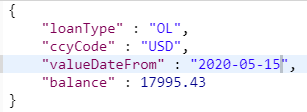 {
"loanType" : "OL",
"ccyCode" : "USD",
"valueDateFrom" : "2020-05-15",
"balance" : 17995.43
}